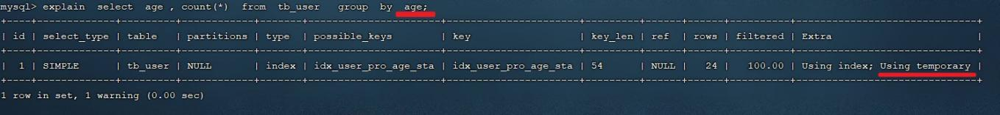 mysql> explain select age , count(*) from tb_user group by age;
+----+-------------+---------+------------+-------+----------------------+----------------------+---------+------+------+----------+------------------------------+
| id | select_type | table | partitions | type | possible_keys | key | key_len | ref | rows | filtered | Extra |
+----+-------------+---------+------------+-------+----------------------+----------------------+---------+------+------+----------+------------------------------+
| 1 | SIMPLE | tb_user | NULL | index | idx_user_pro_age_sta | idx_user_pro_age_sta | 54 | NULL | 24 | 100.00 | Using index; Using temporary |
+----+-------------+---------+------------+-------+----------------------+----------------------+---------+------+------+----------+------------------------------+
1 row in set, 1 warning (0.00 sec)